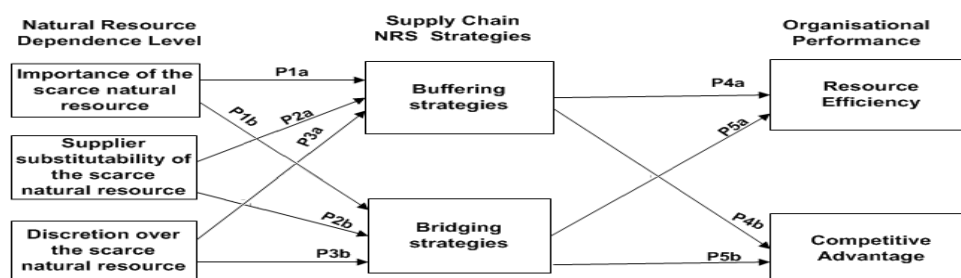 Natural Resource
Dependence Level
Supply Chain
NRS Strategies
Organisational
Performance
Importance of the
scarce natural
resource
Supplier
substitutability of
the scarce
natural resource
Discretion over
the scarce
natural resource
P1a
P1b
P2a
P3a
P2b
P3b
Buffering
strategies
Bridging
strategies
P4a
P5a
P4b
P5b
Resource
Efficiency
Competitive
Advantage